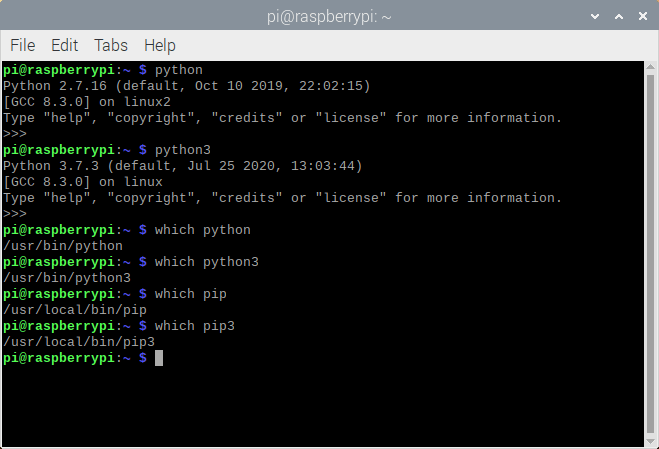 pi@raspberrypi: ~
File Edit Tabs Help
pi@raspberrypi:~ $ python
Python 2.7.16 (default, Oct 10 2019, 22:02:15)
[GCC 8.3.0] on linux2
Type "help", "copyright", "credits" or "license" for more information.
>>>
pi@raspberrypi:~ $ python3
Python 3.7.3 (default, Jul 25 2020, 13:03:44)
[GCC 8.3.0] on linux
Type "help", "copyright", "credits" or "license" for more information.
>>>
pi@raspberrypi:~ $ which python
/usr/bin/python
pi@raspberrypi:~ $ which python3
/usr/bin/python3
pi@raspberrypi:~ $ which pip
/usr/local/bin/pip
pi@raspberrypi:~ $ which pip3
/usr/local/bin/pip3
pi@raspberrypi:~ $